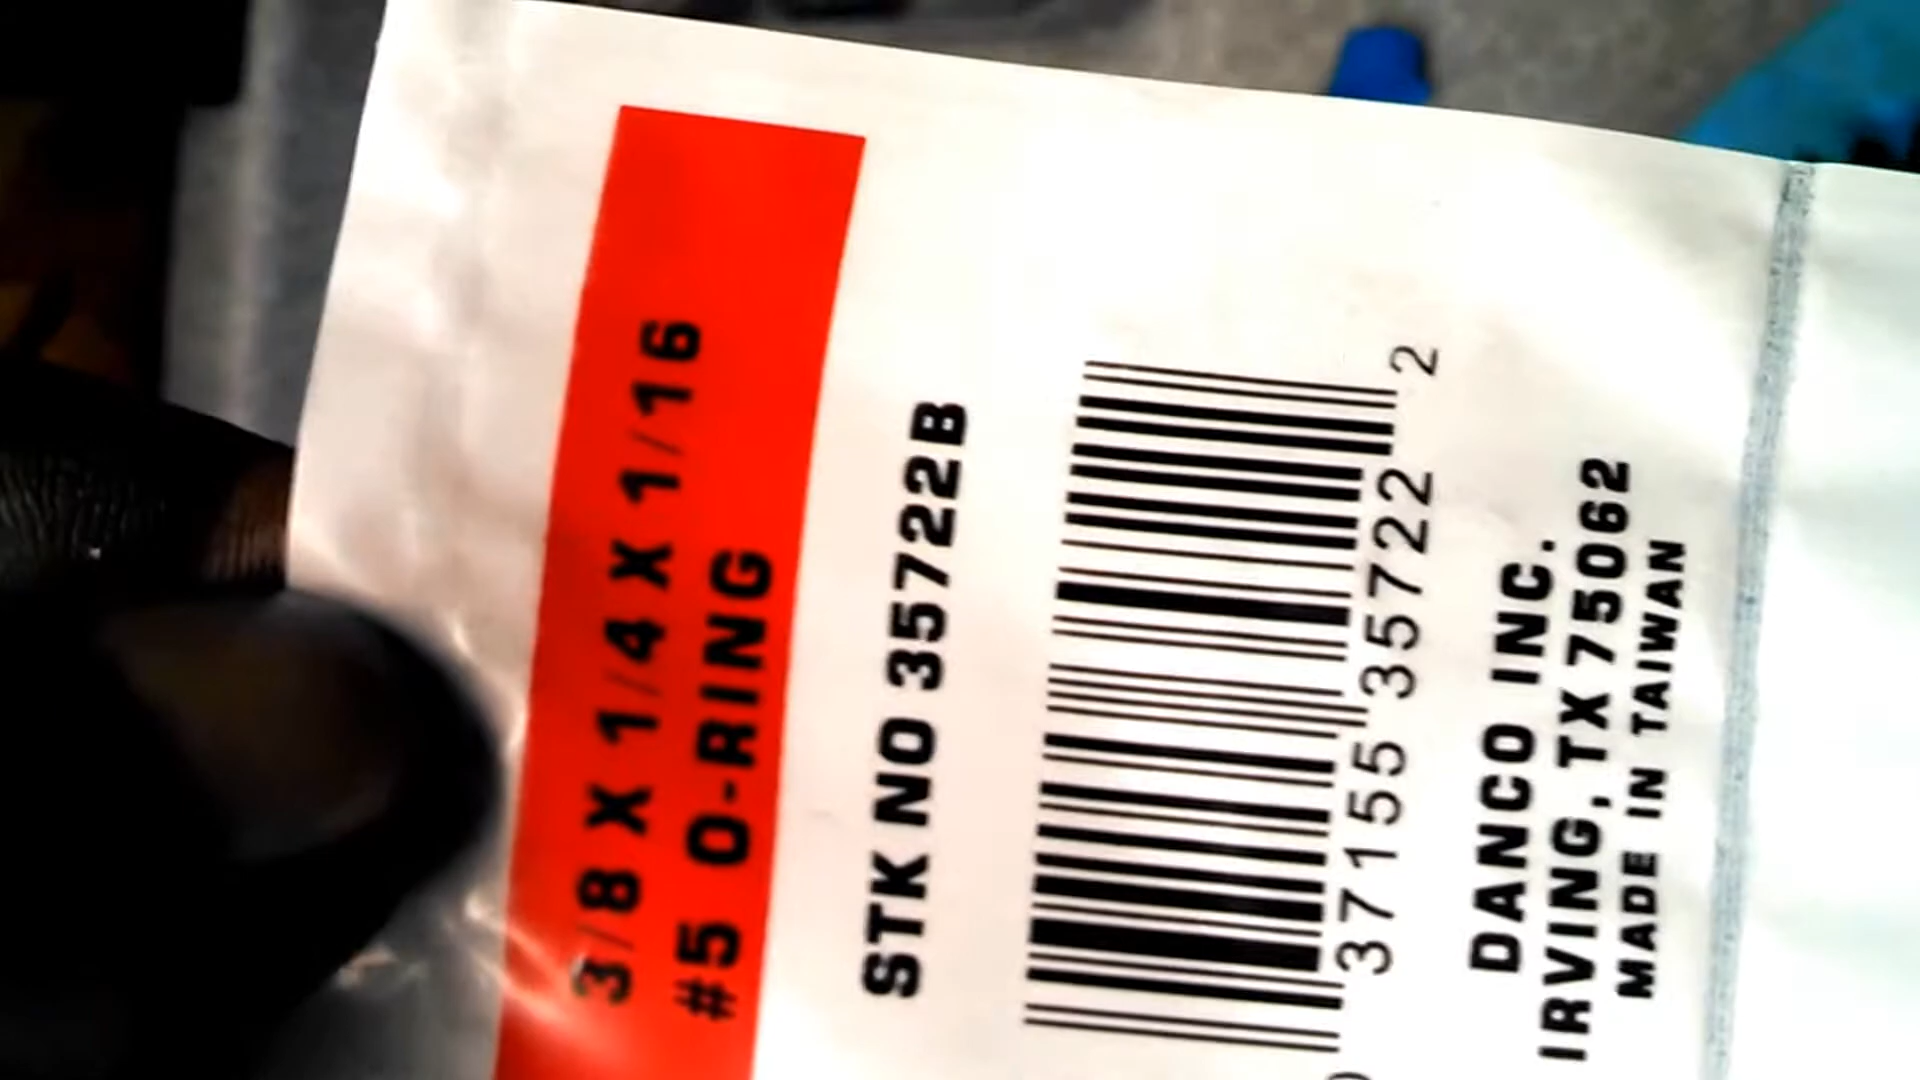 3/8 X 1/4 X 1/16
#5 O-RING
STK NO 35722B
37155 35722 2
DANCO INC.
IRVING, TX 75062
MADE IN TAIWAN